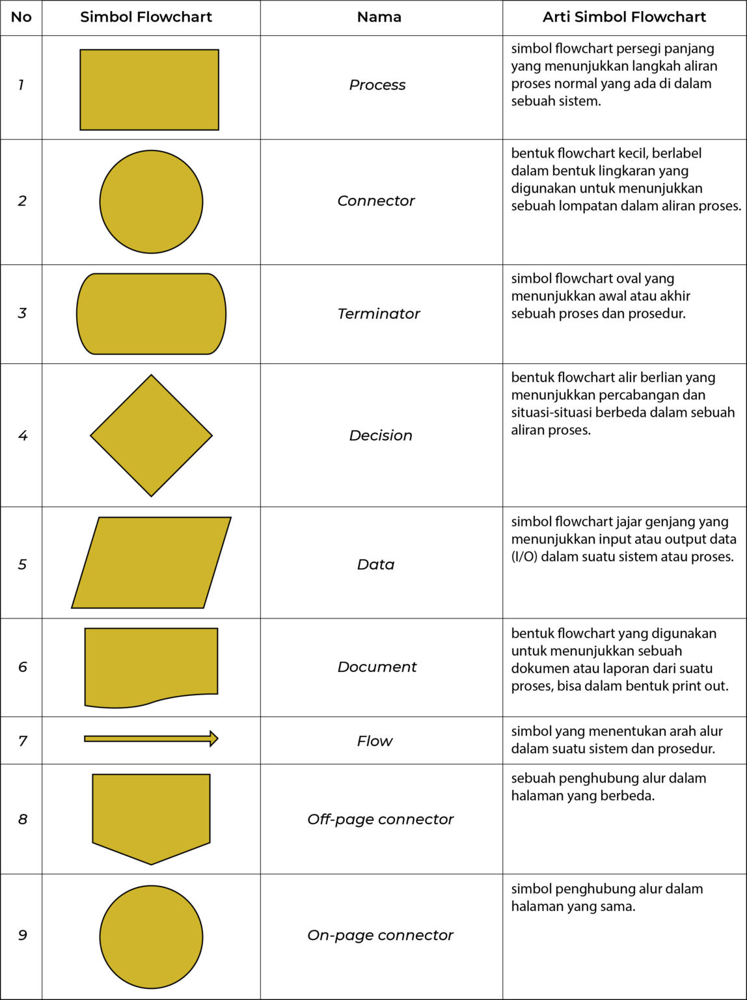 No Simbol Flowchart Nama Arti Simbol Flowchart
1 Process
simbol flowchart persegi panjang
yang menunjukkan langkah aliran
proses normal yang ada di dalam
sebuah sistem.
2 Connector
bentuk flowchart kecil, berlabel
dalam bentuk lingkaran yang
digunakan untuk menunjukkan
sebuah lompatan dalam aliran proses.
3 Terminator
simbol flowchart oval yang
menunjukkan awal atau akhir
sebuah proses dan prosedur.
4 Decision
bentuk flowchart alir berlian yang
menunjukkan percabangan dan
situasi-situasi berbeda dalam sebuah
aliran proses.
5 Data
simbol flowchart jajar genjang yang
menunjukkan input atau output data
(I/O) dalam suatu sistem atau proses.
6 Document
bentuk flowchart yang digunakan
untuk menunjukkan sebuah
dokumen atau laporan dari suatu
proses, bisa dalam bentuk print out.
7 Flow
simbol yang menentukan arah alur
dalam suatu sistem dan prosedur.
8 Off-page connector
sebuah penghubung alur dalam
halaman yang berbeda.
9 On-page connector
simbol penghubung alur dalam
halaman yang sama.